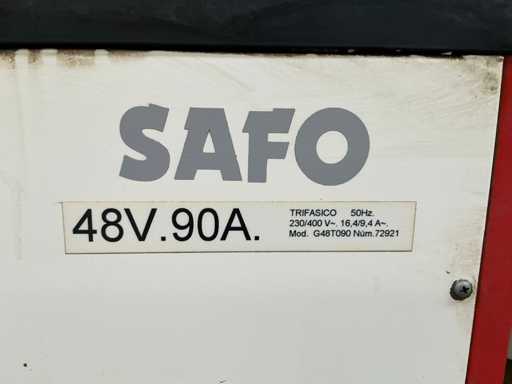 SAFO
48V.90A.
TRIFASICO 50Hz.
230/400 V~. 16,4/9,4 A~.
Mod. G48T090 Núm.72921